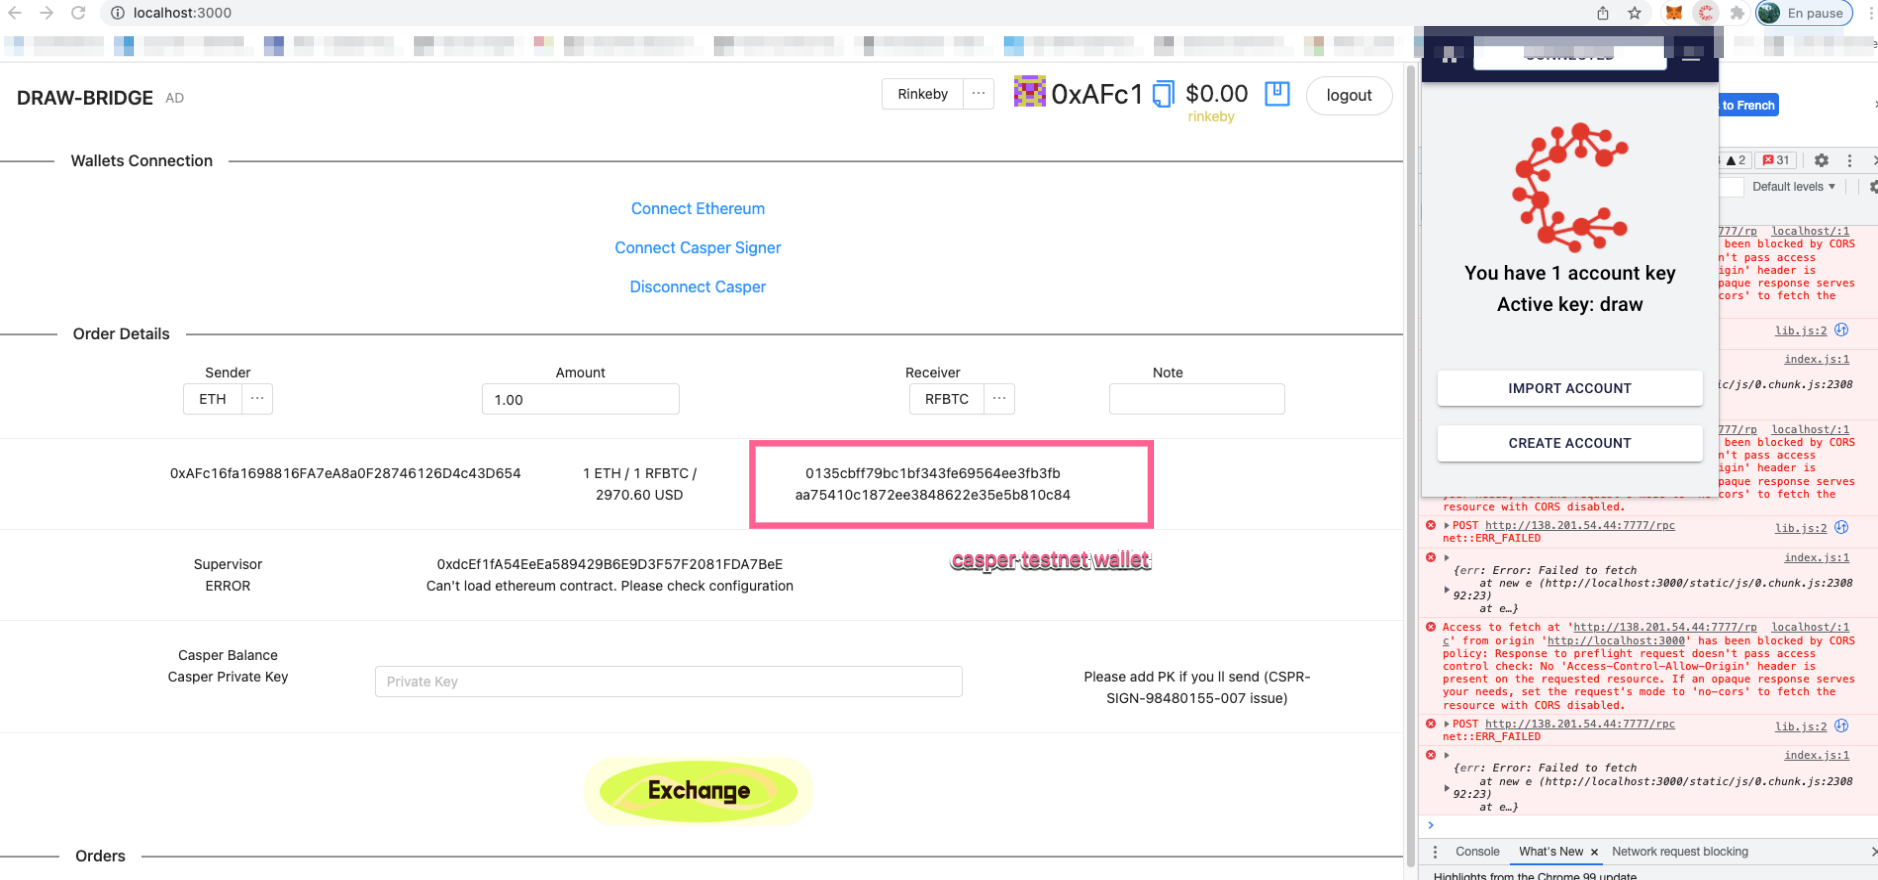 localhost:3000
En pause
DRAW-BRIDGE AD
Rinkeby ···
0xAFc1 $0.00
rinkeby
logout
Wallets Connection
Connect Ethereum
Connect Casper Signer
Disconnect Casper
Order Details
Sender Amount Receiver Note
ETH ··· 1.00 RFBTC ···
0xAFc16fa1698816FA7eA8a0F28746126D4c43D654
1 ETH / 1 RFBTC /
2970.60 USD
0135cbff79bc1bf343fe69564ee3fb3fb
aa75410c1872ee3848622e35e5b810c84
casper testnet wallet
Supervisor
ERROR
0xdcEf1fA54EeEa589429B6E9D3F57F2081FDA7BeE
Can't load ethereum contract. Please check configuration
Casper Balance
Casper Private Key
Private Key
Please add PK if you ll send (CSPR-
SIGN-98480155-007 issue)
Exchange
Orders
CONNECTED
You have 1 account key
Active key: draw
IMPORT ACCOUNT
CREATE ACCOUNT
to French
2 31
Default levels ▼
777/rp localhost/:1
been blocked by CORS
n't pass access
igin' header is
paque response serves
cors' to fetch the
lib.js:2
index.js:1
ic/js/0.chunk.js:2308
777/rp localhost/:1
been blocked by CORS
n't pass access
igin' header is
paque response serves
your needs, set the request's mode to 'no-cors' to fetch the
resource with CORS disabled.
POST http://138.201.54.44:7777/rpc lib.js:2
net::ERR_FAILED
index.js:1
{err: Error: Failed to fetch
at new e (http://localhost:3000/static/js/0.chunk.js:2308
92:23)
at e…}
Access to fetch at 'http://138.201.54.44:7777/rp localhost/:1
c' from origin 'http://localhost:3000' has been blocked by CORS
policy: Response to preflight request doesn't pass access
control check: No 'Access-Control-Allow-Origin' header is
present on the requested resource. If an opaque response serves
your needs, set the request's mode to 'no-cors' to fetch the
resource with CORS disabled.
POST http://138.201.54.44:7777/rpc lib.js:2
net::ERR_FAILED
index.js:1
{err: Error: Failed to fetch
at new e (http://localhost:3000/static/js/0.chunk.js:2308
92:23)
at e…}
Console What's New × Network request blocking
Highlights from the Chrome 99 update